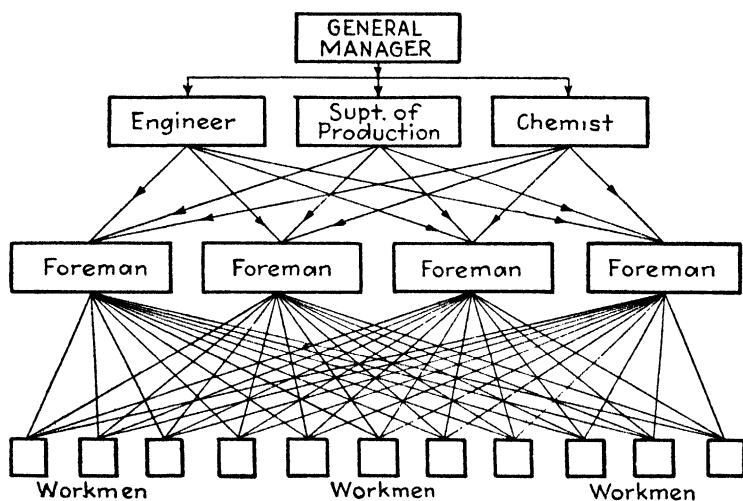 GENERAL
MANAGER
Engineer
Supt. of
Production
Chemist
Foreman
Foreman
Foreman
Foreman
Workmen
Workmen
Workmen